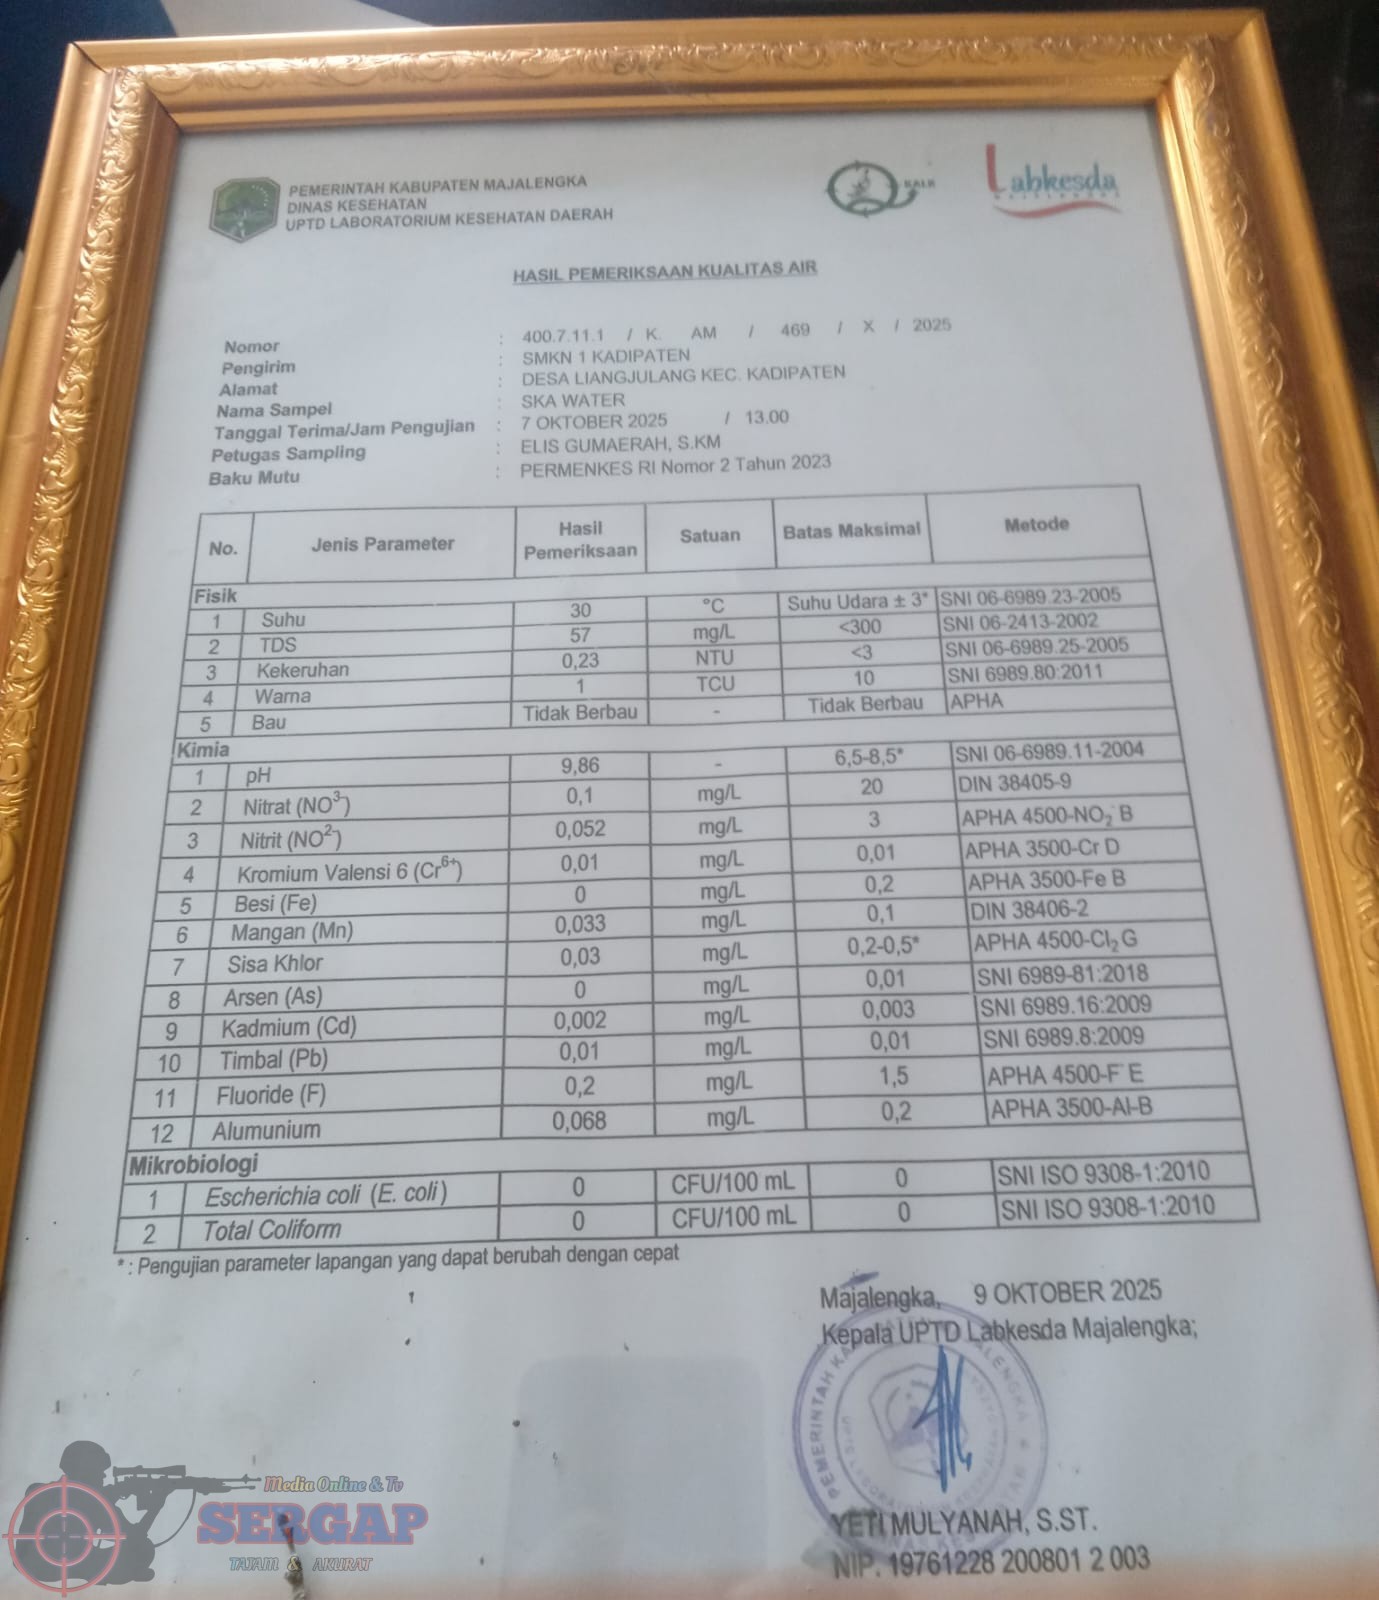 PEMERINTAH KABUPATEN MAJALENGKA
DINAS KESEHATAN
UPTD LABORATORIUM KESEHATAN DAERAH
Labkesda
MAJALENGKA
HASIL PEMERIKSAAN KUALITAS AIR
Nomor : 400.7.11.1 / K. AM / 469 / X / 2025
Pengirim : SMKN 1 KADIPATEN
Alamat : DESA LIANGJULANG KEC. KADIPATEN
Nama Sampel : SKA WATER
Tanggal Terima/Jam Pengujian : 7 OKTOBER 2025 / 13.00
Petugas Sampling : ELIS GUMAERAH, S.KM
Baku Mutu : PERMENKES RI Nomor 2 Tahun 2023
No. Jenis Parameter Hasil Pemeriksaan Satuan Batas Maksimal Metode
Fisik
1 Suhu 30 °C Suhu Udara ± 3* SNI 06-6989.23-2005
2 TDS 57 mg/L <300 SNI 06-2413-2002
3 Kekeruhan 0,23 NTU <3 SNI 06-6989.25-2005
4 Warna 1 TCU 10 SNI 6989.80:2011
5 Bau Tidak Berbau - Tidak Berbau APHA
Kimia
1 pH 9,86 - 6,5-8,5* SNI 06-6989.11-2004
2 Nitrat (NO³⁻) 0,1 mg/L 20 DIN 38405-9
3 Nitrit (NO²⁻) 0,052 mg/L 3 APHA 4500-NO₂⁻ B
4 Kromium Valensi 6 (Cr⁶⁺) 0,01 mg/L 0,01 APHA 3500-Cr D
5 Besi (Fe) 0 mg/L 0,2 APHA 3500-Fe B
6 Mangan (Mn) 0,033 mg/L 0,1 DIN 38406-2
7 Sisa Khlor 0,03 mg/L 0,2-0,5* APHA 4500-Cl₂ G
8 Arsen (As) 0 mg/L 0,01 SNI 6989-81:2018
9 Kadmium (Cd) 0,002 mg/L 0,003 SNI 6989.16:2009
10 Timbal (Pb) 0,01 mg/L 0,01 SNI 6989.8:2009
11 Fluoride (F) 0,2 mg/L 1,5 APHA 4500-F⁻ E
12 Alumunium 0,068 mg/L 0,2 APHA 3500-Al-B
Mikrobiologi
1 Escherichia coli (E. coli) 0 CFU/100 mL 0 SNI ISO 9308-1:2010
2 Total Coliform 0 CFU/100 mL 0 SNI ISO 9308-1:2010
* : Pengujian parameter lapangan yang dapat berubah dengan cepat
Majalengka, 9 OKTOBER 2025
Kepala UPTD Labkesda Majalengka;
YETI MULYANAH, S.ST.
NIP. 19761228 200801 2 003
Media Online & Tv
SERGAP
TAJAM & AKURAT